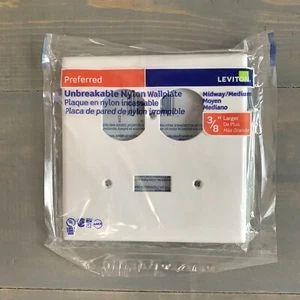 Preferred
LEVITON
Unbreakable Nylon Wallplate
Plaque en nylon incassable
Placa de pared de nylon irrompible
Midway/Medium
Moyen
Mediano
3/8" Larger
De Plus
Más Grande